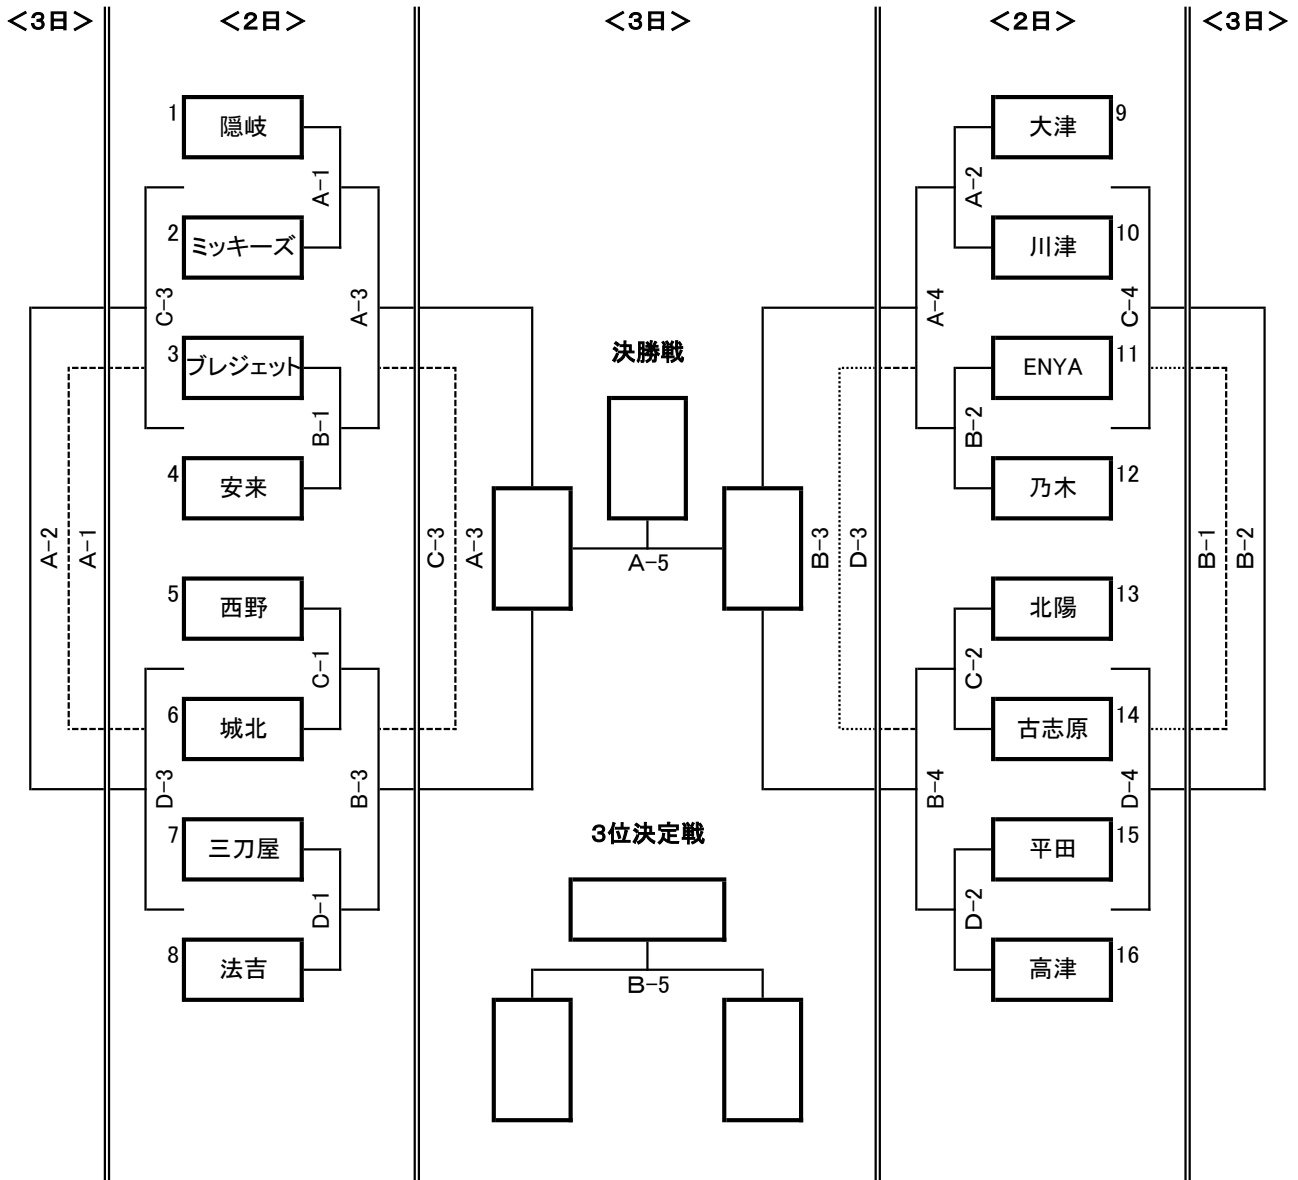 ＜3日＞
＜2日＞
＜3日＞
＜2日＞
＜3日＞
1
隠岐
A-1
2
ミッキーズ
C-3
A-3
3
ブレジェット
B-1
4
安来
A-2
A-1
C-3
A-3
5
西野
C-1
6
城北
D-3
B-3
7
三刀屋
D-1
8
法吉
決勝戦
A-5
3位決定戦
B-5
大津
9
A-2
川津
10
A-4
C-4
ENYA
11
B-2
乃木
12
B-3
D-3
B-1
B-2
北陽
13
C-2
古志原
14
B-4
D-4
平田
15
D-2
高津
16